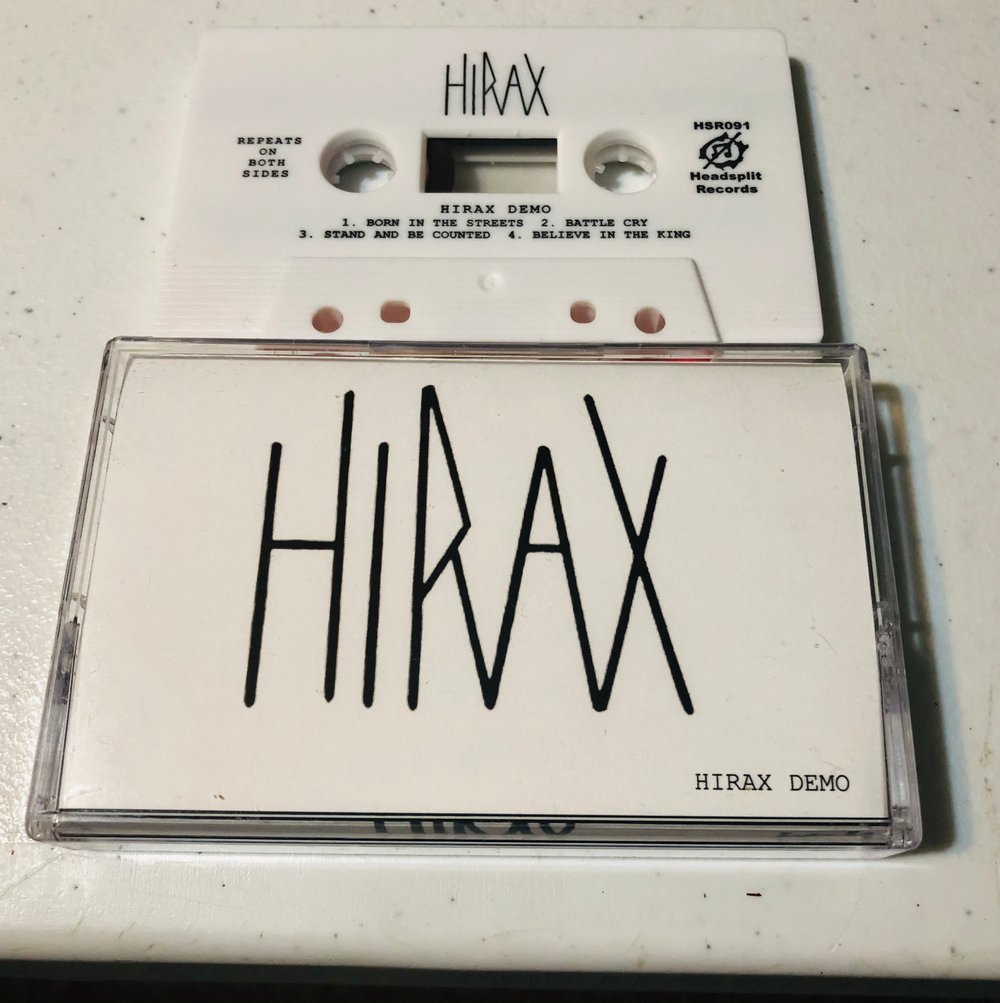 HIRAX
REPEATS
ON
BOTH
SIDES
HSR091
Headsplit
Records
HIRAX DEMO
1. BORN IN THE STREETS 2. BATTLE CRY
3. STAND AND BE COUNTED 4. BELIEVE IN THE KING
HIRAX
HIRAX DEMO